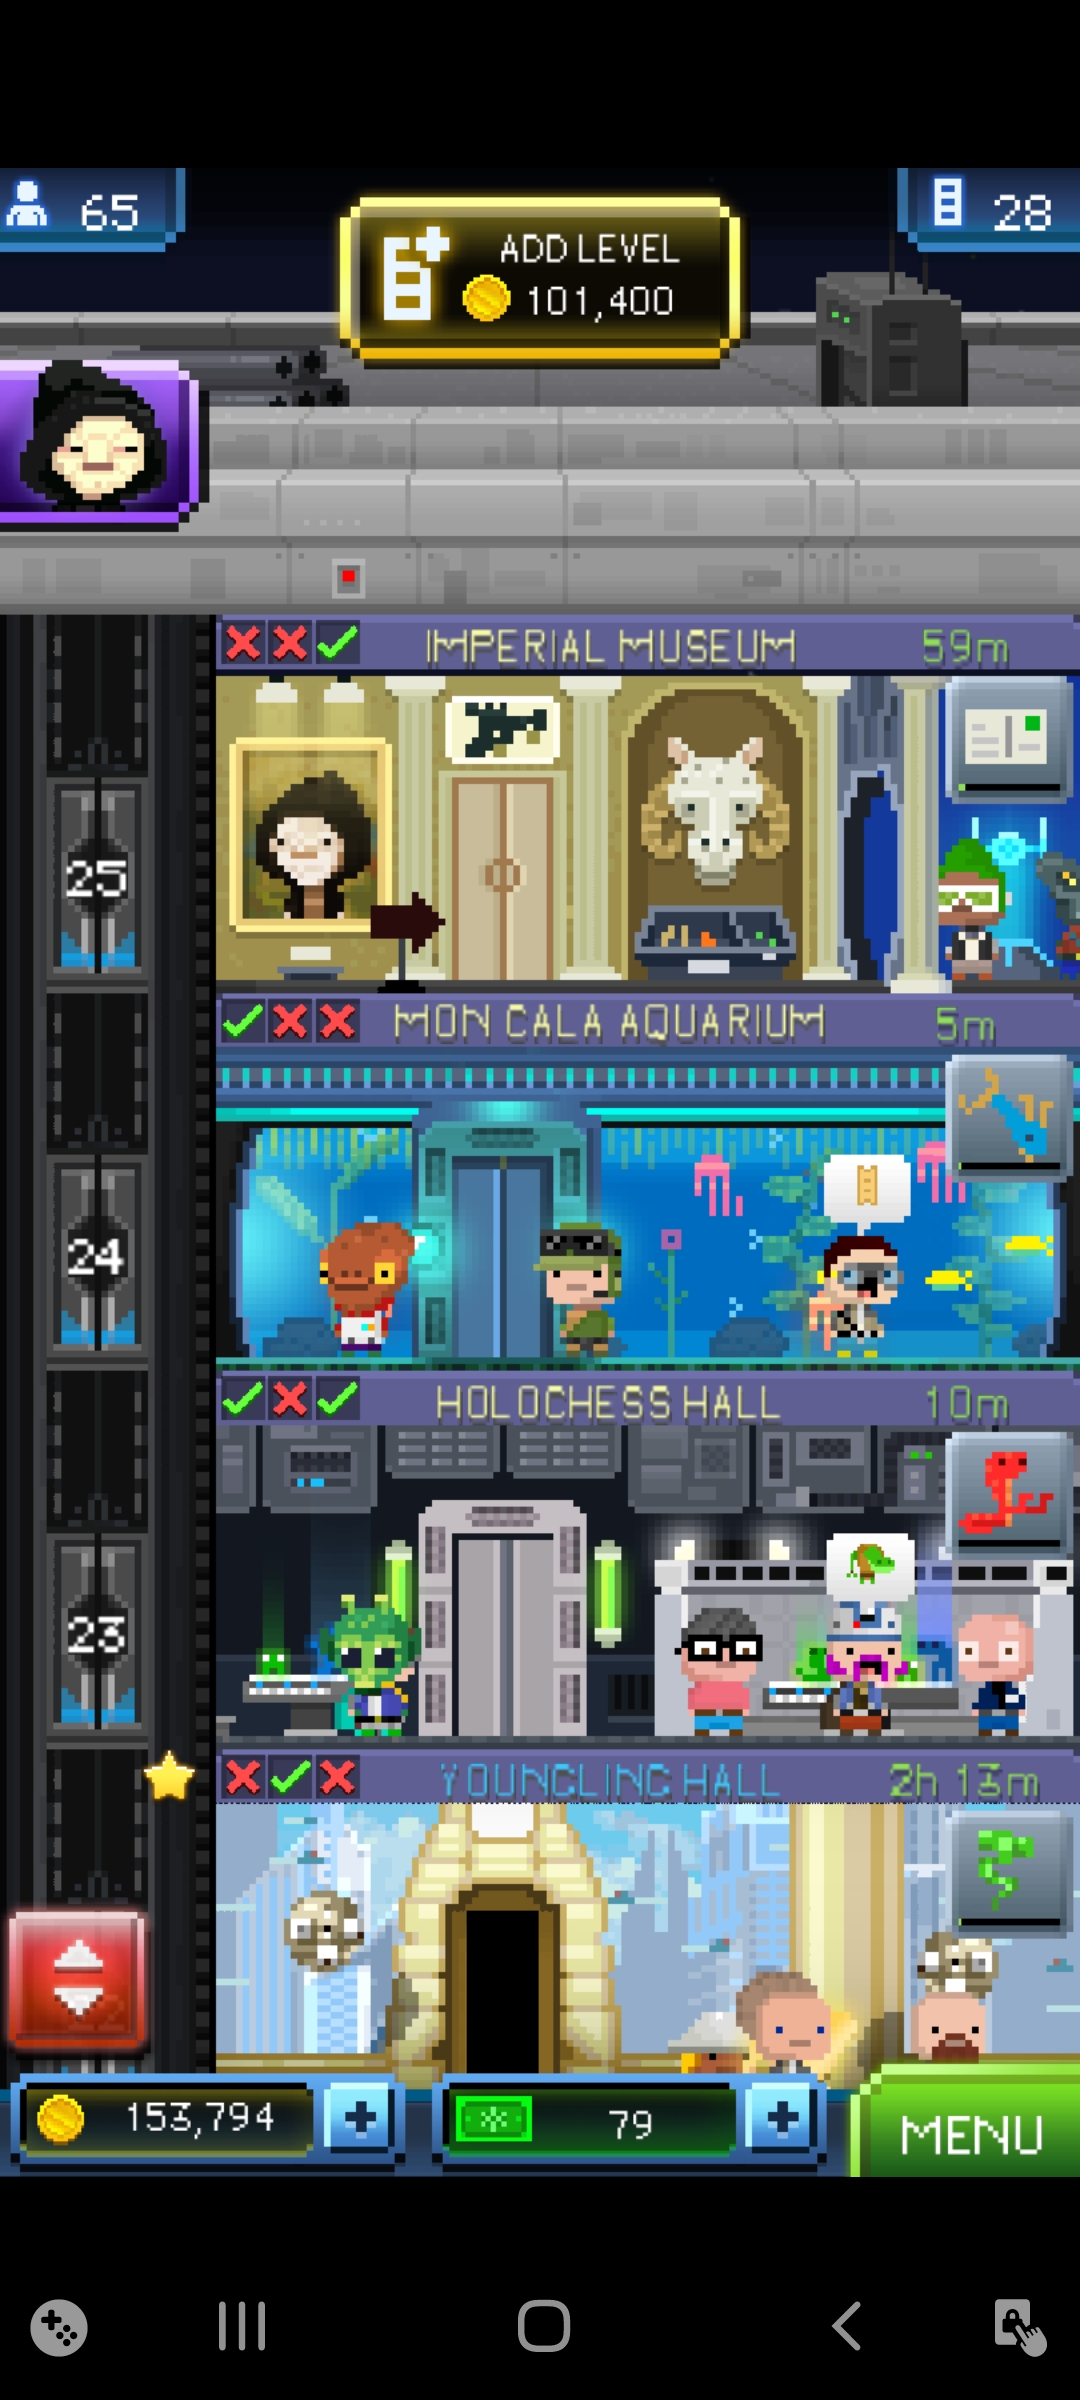 65
ADD LEVEL
101,400
28
IMPERIAL MUSEUM 59m
25
MON CALA AQUARIUM 5m
24
HOLOCHESS HALL 10m
23
YOUNGLING HALL 2h 13m
153,794
79
MENU